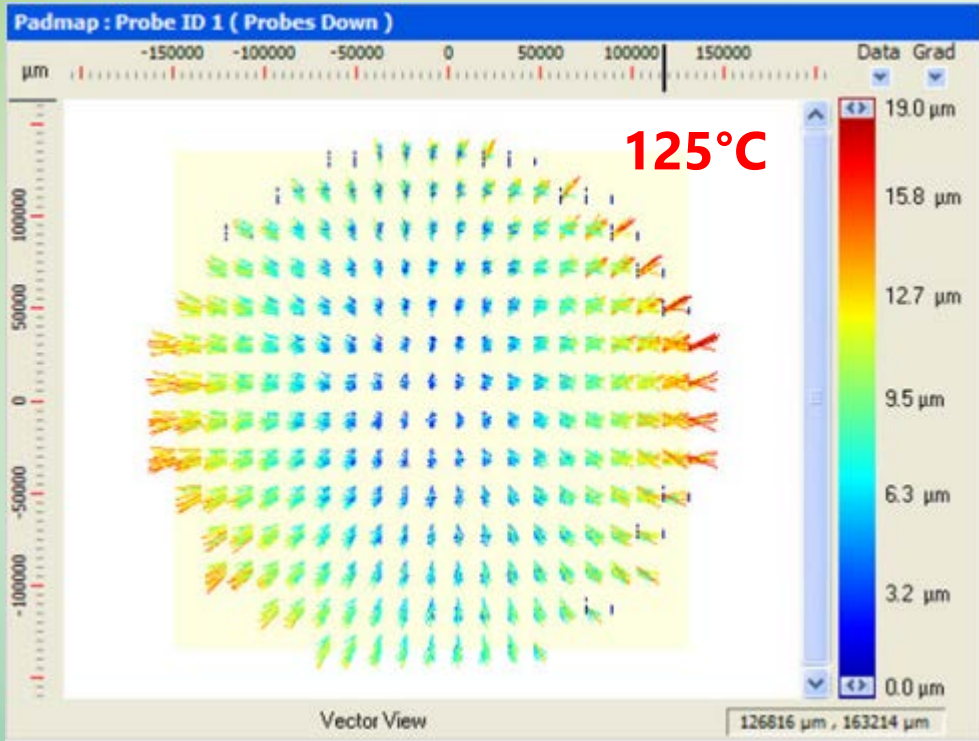 Padmap : Probe ID 1 ( Probes Down )
-150000 -100000 -50000 0 50000 100000 150000 Data Grad
µm
125°C
19.0 µm
15.8 µm
12.7 µm
9.5 µm
6.3 µm
3.2 µm
0.0 µm
100000
50000
0
-50000
-100000
Vector View
126816 µm , 163214 µm